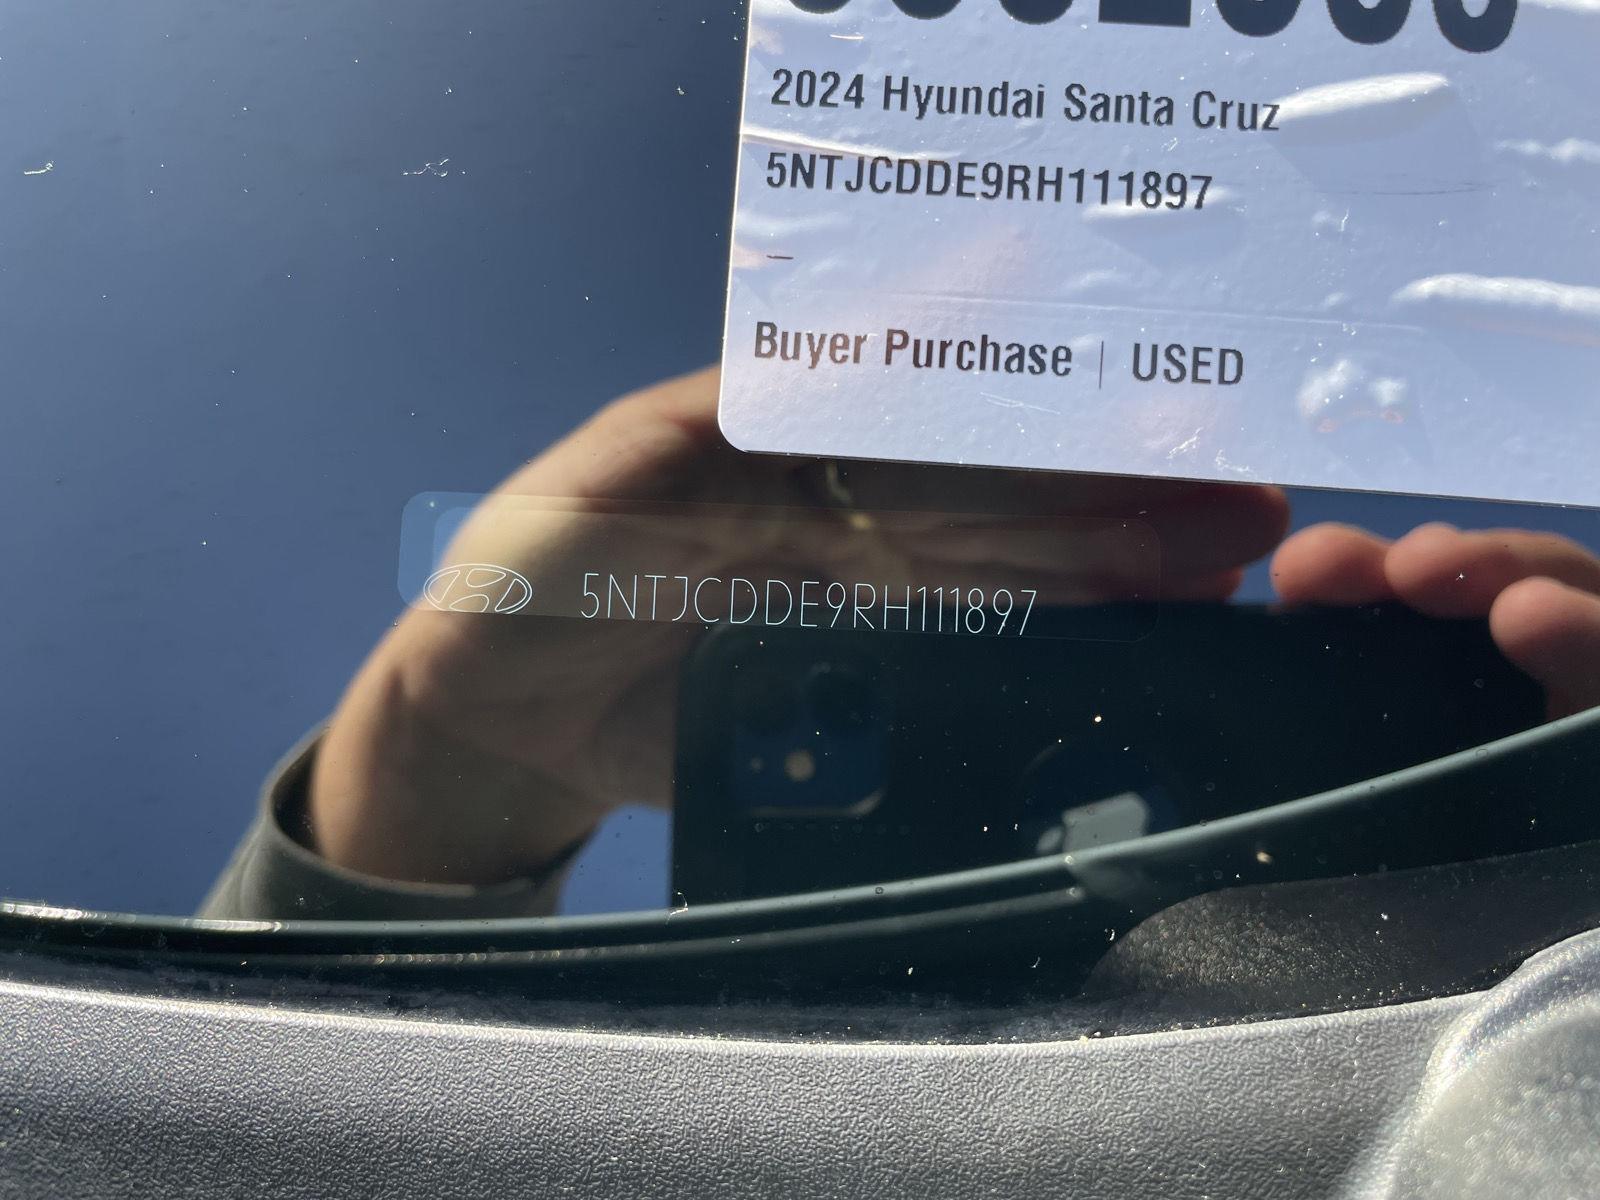 2024 Hyundai Santa Cruz
5NTJCDDE9RH111897
–
Buyer Purchase | USED
5NTJCDDE9RH111897